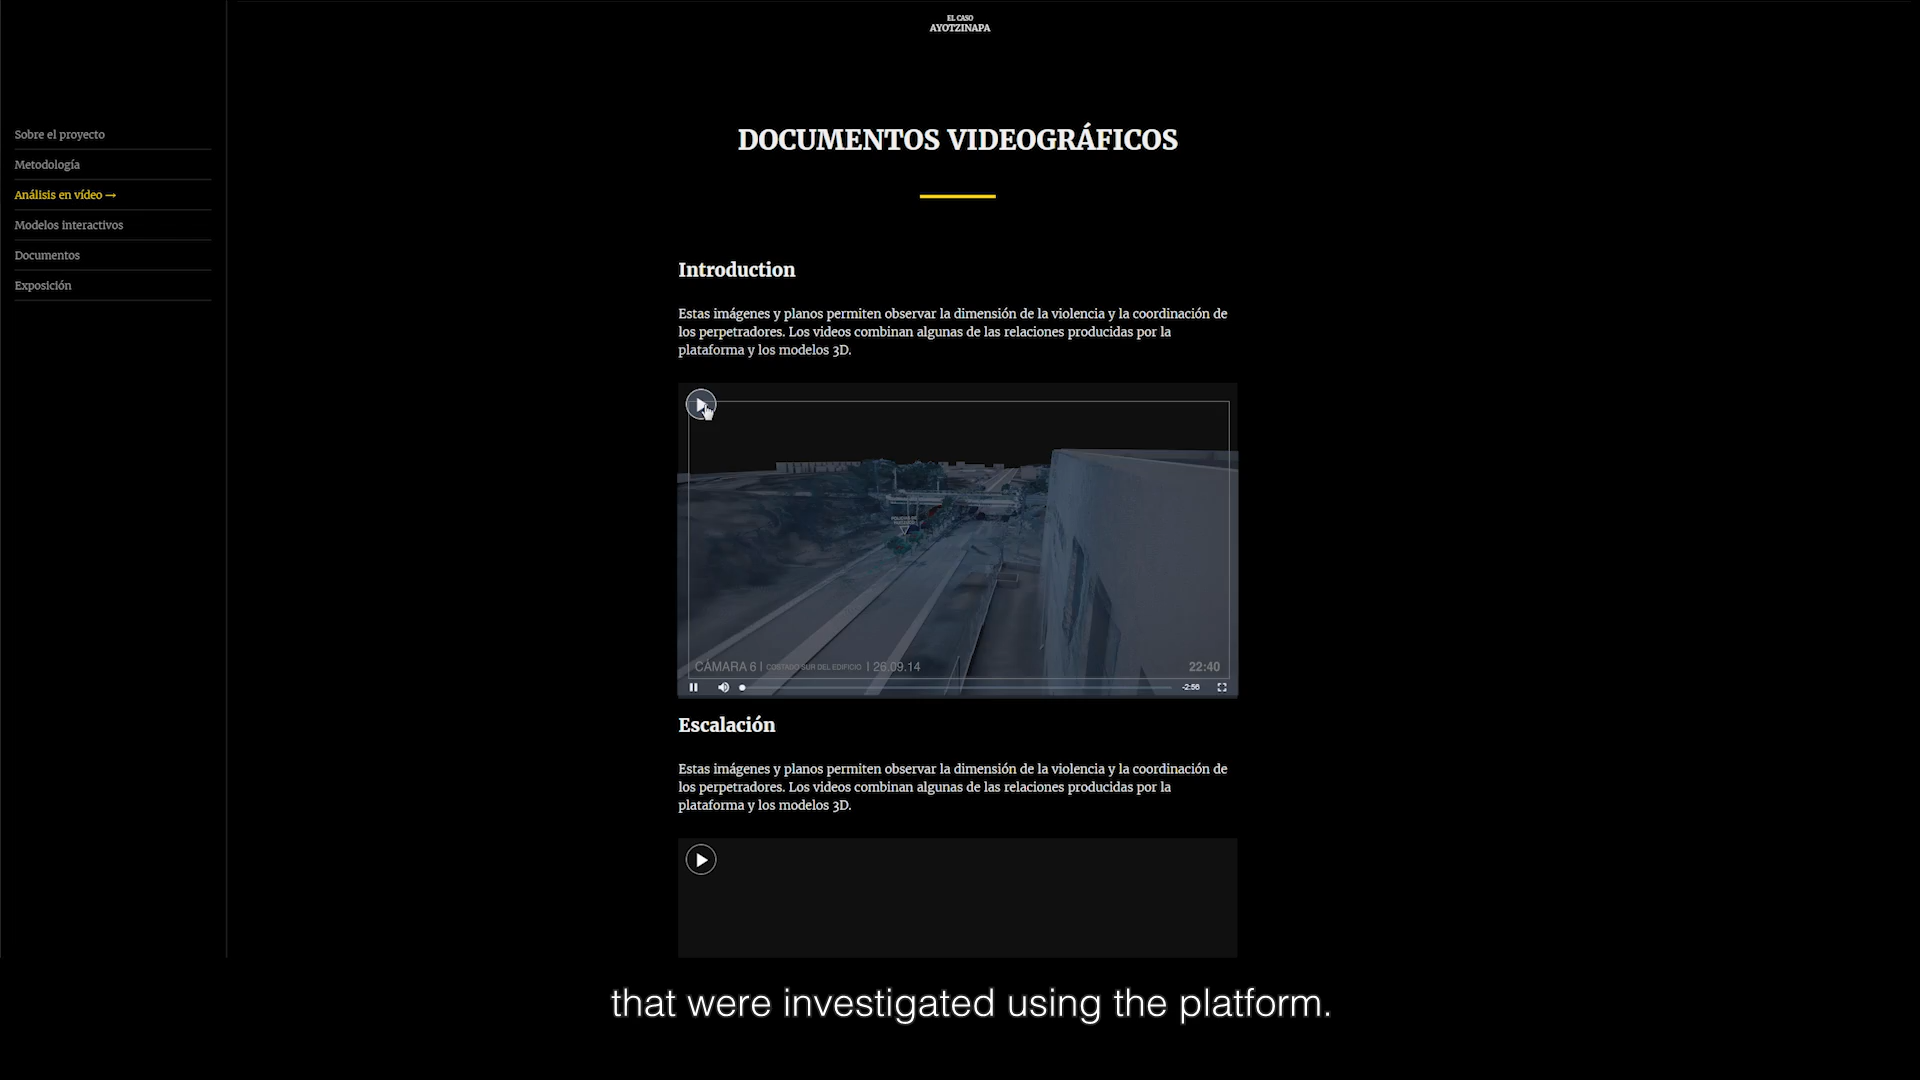 EL CASO
AYOTZINAPA
Sobre el proyecto
Metodología
Análisis en vídeo →
Modelos interactivos
Documentos
Exposición
DOCUMENTOS VIDEOGRÁFICOS
Introduction
Estas imágenes y planos permiten observar la dimensión de la violencia y la coordinación de
los perpetradores. Los videos combinan algunas de las relaciones producidas por la
plataforma y los modelos 3D.
CÁMARA 6 | COSTADO SUR DEL EDIFICIO | 26.09.14
22:40
-2:56
Escalación
Estas imágenes y planos permiten observar la dimensión de la violencia y la coordinación de
los perpetradores. Los videos combinan algunas de las relaciones producidas por la
plataforma y los modelos 3D.
that were investigated using the platform.